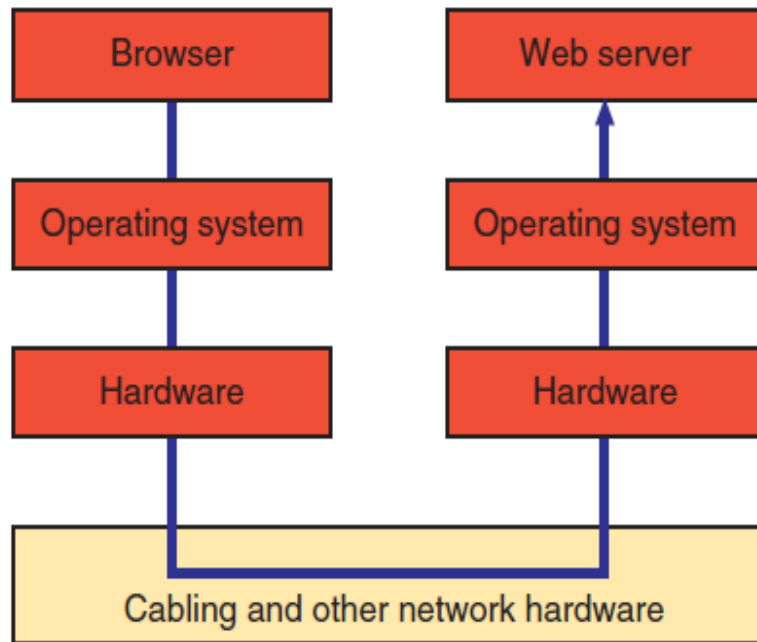 Browser
Web server
Operating system
Operating system
Hardware
Hardware
Cabling and other network hardware